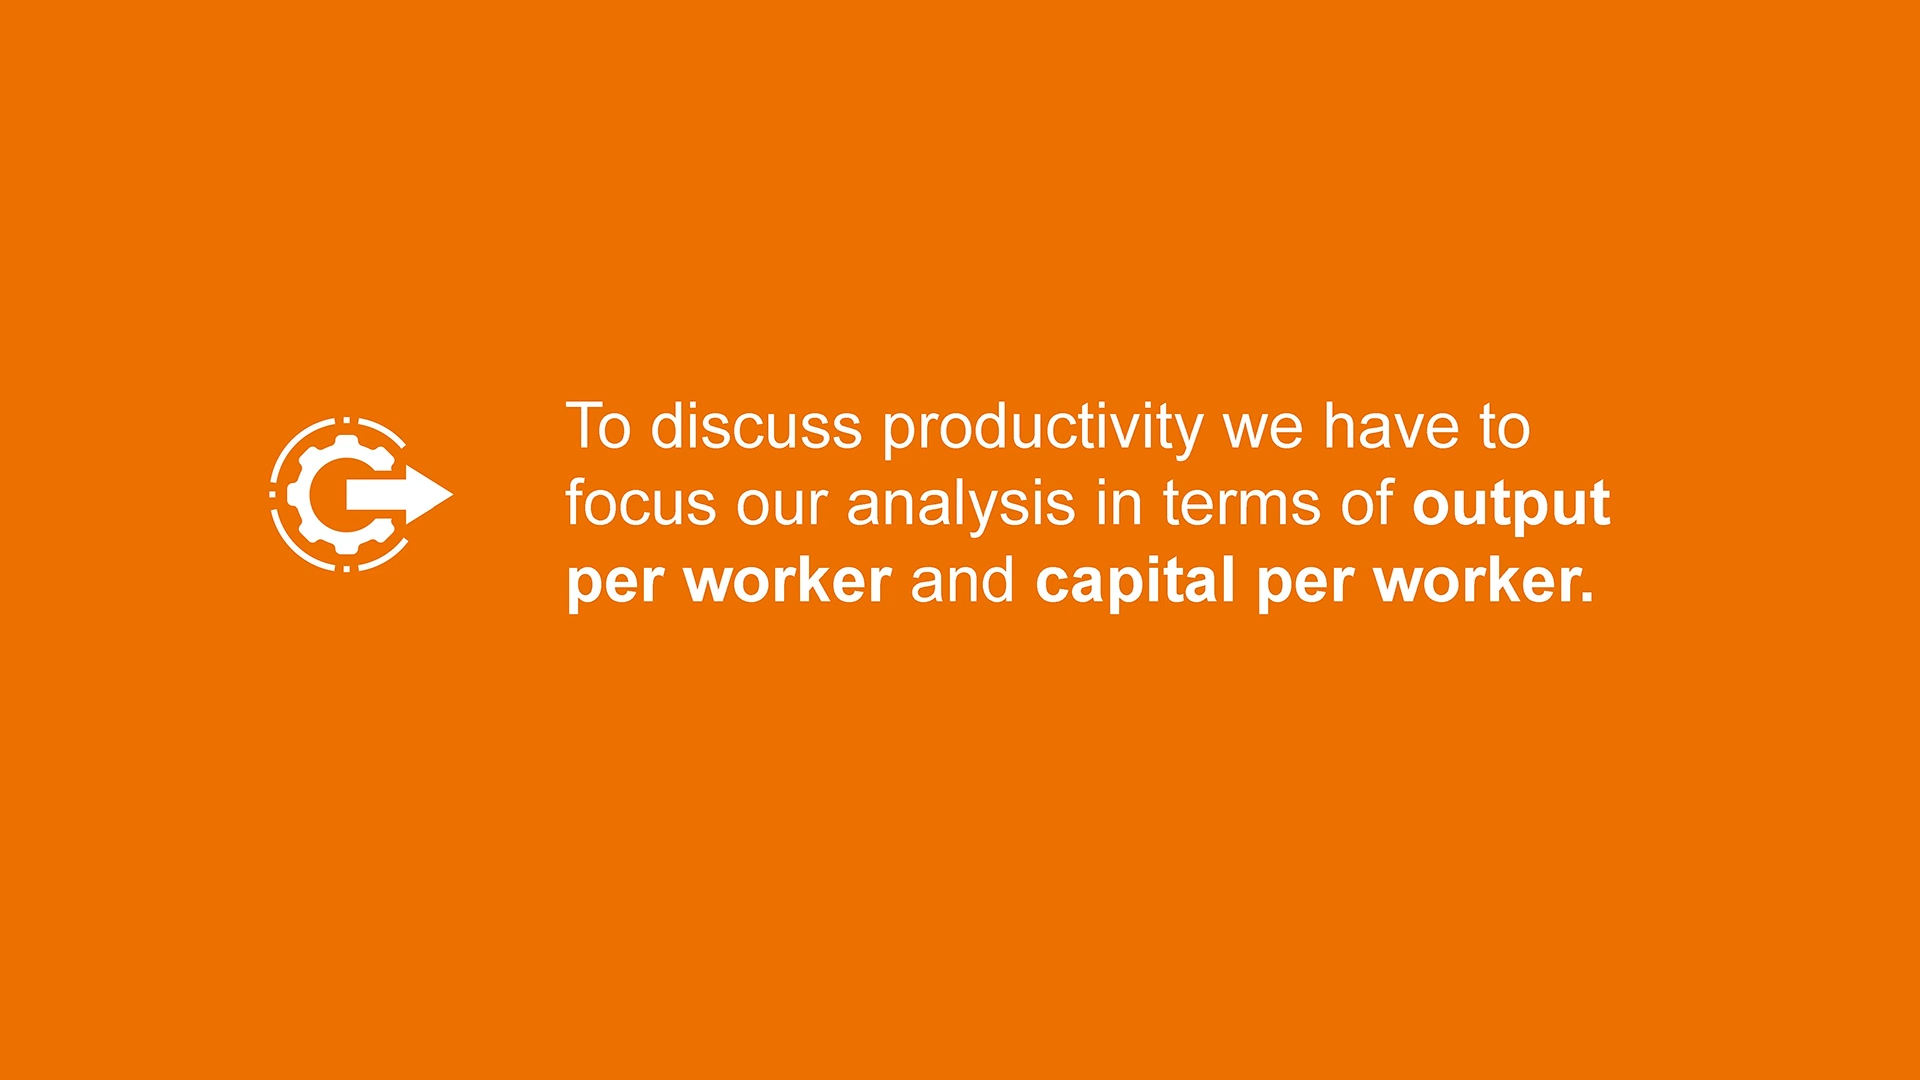 To discuss productivity we have to
focus our analysis in terms of output
per worker and capital per worker.